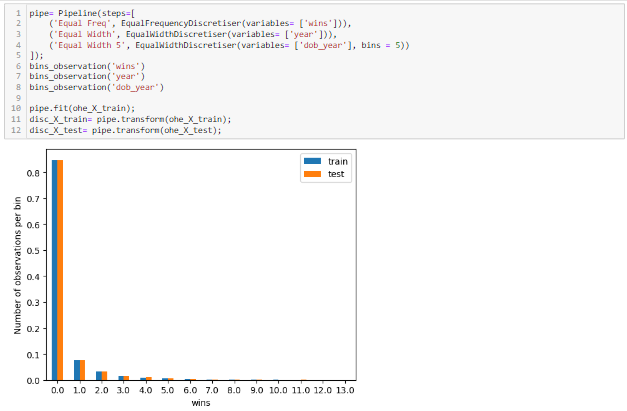 1 pipe= Pipeline(steps=[
2 ('Equal Freq', EqualFrequencyDiscretiser(variables= ['wins'])),
3 ('Equal Width', EqualWidthDiscretiser(variables= ['year'])),
4 ('Equal Width 5', EqualWidthDiscretiser(variables= ['dob_year'], bins = 5))
5 ]);
6 bins_observation('wins')
7 bins_observation('year')
8 bins_observation('dob_year')
9
10 pipe.fit(ohe_X_train);
11 disc_X_train= pipe.transform(ohe_X_train);
12 disc_X_test= pipe.transform(ohe_X_test);
train
test
Number of observations per bin
0.8
0.7
0.6
0.5
0.4
0.3
0.2
0.1
0.0
0.0 1.0 2.0 3.0 4.0 5.0 6.0 7.0 8.0 9.0 10.0 11.0 12.0 13.0
wins